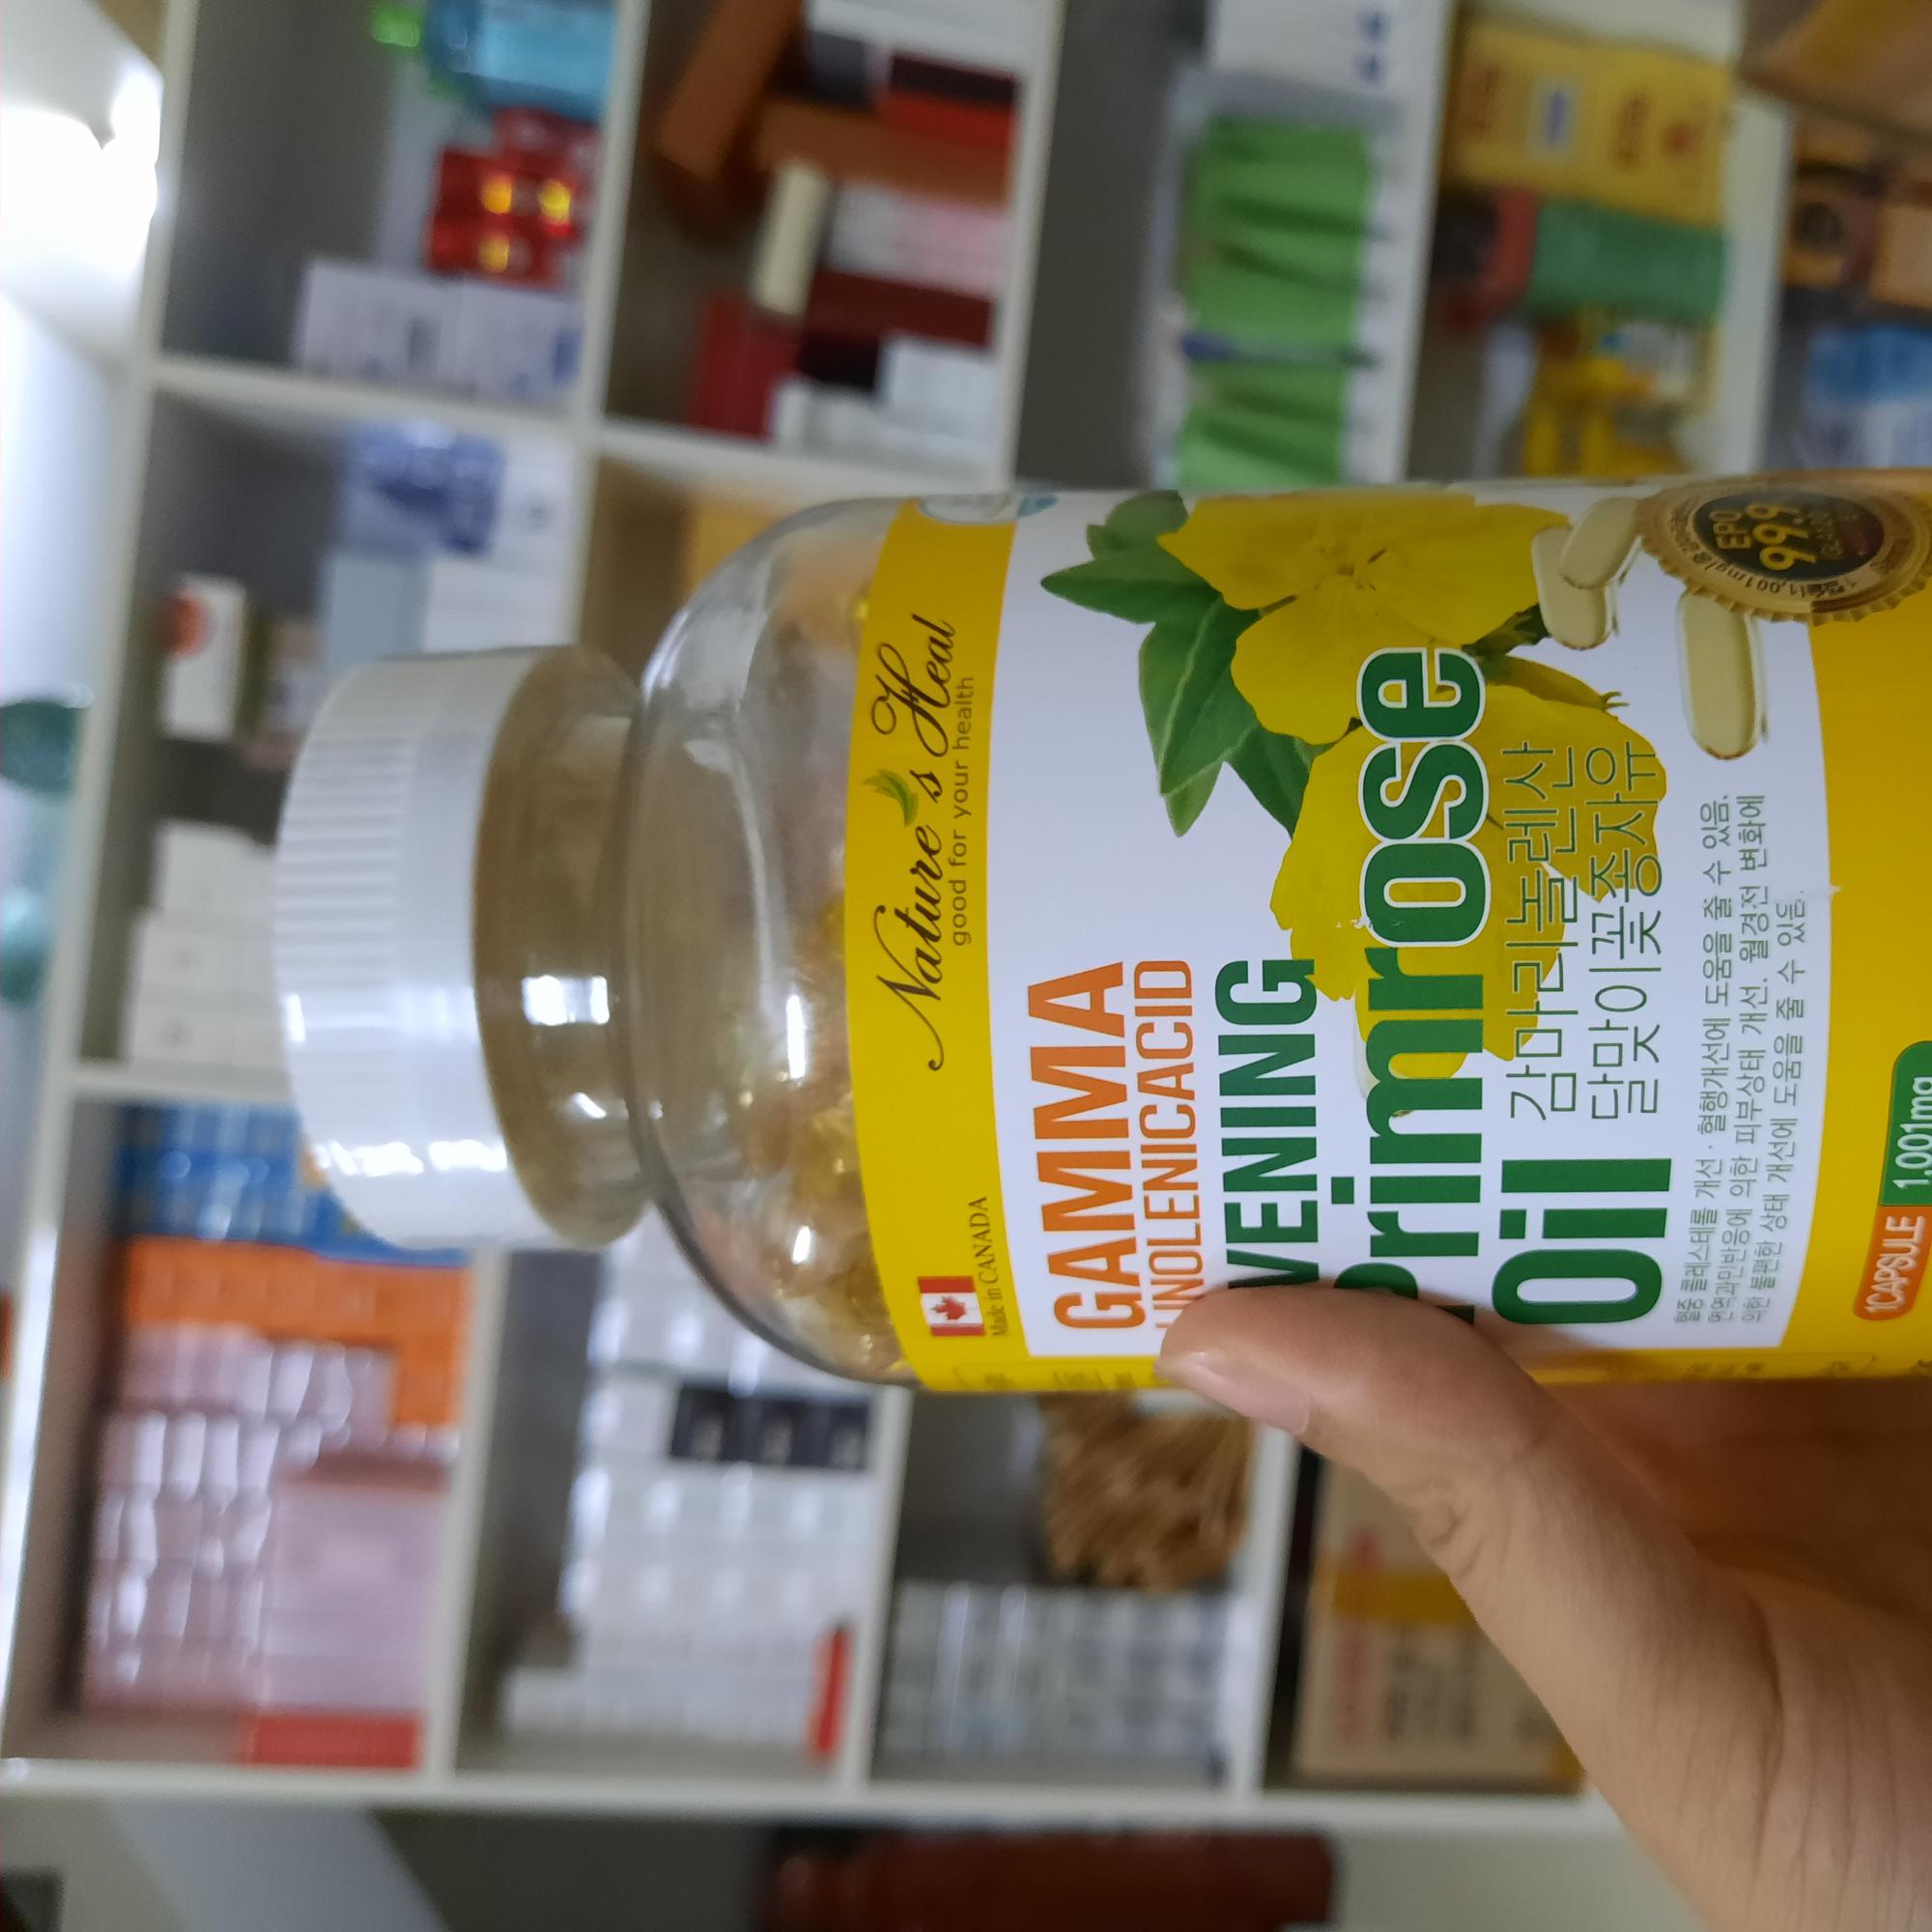 Nature's Heal
good for your health
Made in CANADA
GAMMA
LINOLENICACID
EVENING
Primrose
Oil
감마리놀렌산
달맞이꽃종자유
혈중 콜레스테롤 개선 · 혈행개선에 도움을 줄 수 있음.
면역과민반응에 의한 피부상태 개선. 월경전 변화에
의한 불편한 상태 개선에 도움을 줄 수 있음.
EPO
99.9
1CAPSULE 1,001mg